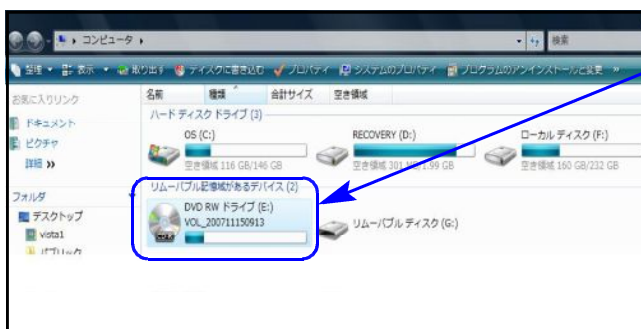 コンピュータ
検索
整理 表示 取り出す ディスクに書き込む プロパティ システムのプロパティ プログラムのアンインストールと変更 »
お気に入りリンク
ドキュメント
ピクチャ
詳細 »
フォルダ
デスクトップ
vista1
パブリック
名前 種類 合計サイズ 空き領域
ハード ディスク ドライブ (3)
OS (C:)
空き領域 116 GB/146 GB
RECOVERY (D:)
空き領域 301 MB/1.99 GB
ローカル ディスク (F:)
空き領域 160 GB/232 GB
リムーバブル記憶域があるデバイス (2)
DVD RW ドライブ (E:)
VOL_200711150913
リムーバブル ディスク (G:)